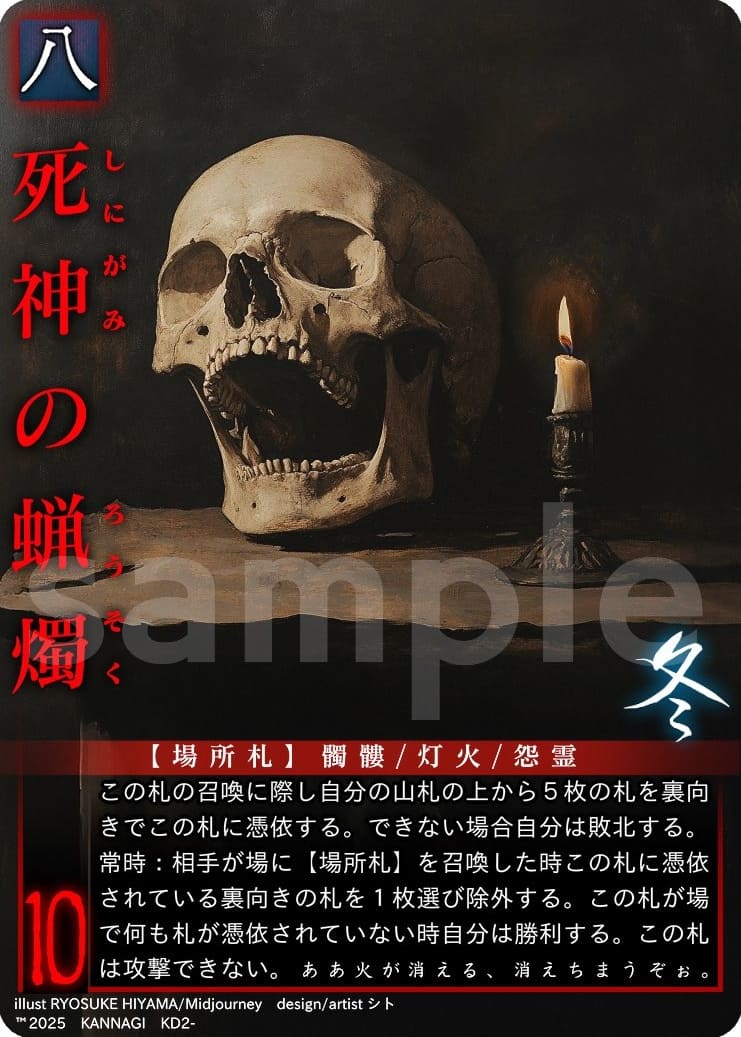 八
死神の蝋燭
しにがみ
ろうそく
sample
冬
【場所札】髑髏/灯火/怨霊
この札の召喚に際し自分の山札の上から5枚の札を裏向
きでこの札に憑依する。できない場合自分は敗北する。
常時：相手が場に【場所札】を召喚した時この札に憑依
されている裏向きの札を1枚選び除外する。この札が場
で何も札が憑依されていない時自分は勝利する。この札
は攻撃できない。ああ火が消える、消えちまうぞぉ。
10
illust RYOSUKE HIYAMA/Midjourney design/artist シト
™2025 KANNAGI KD2-